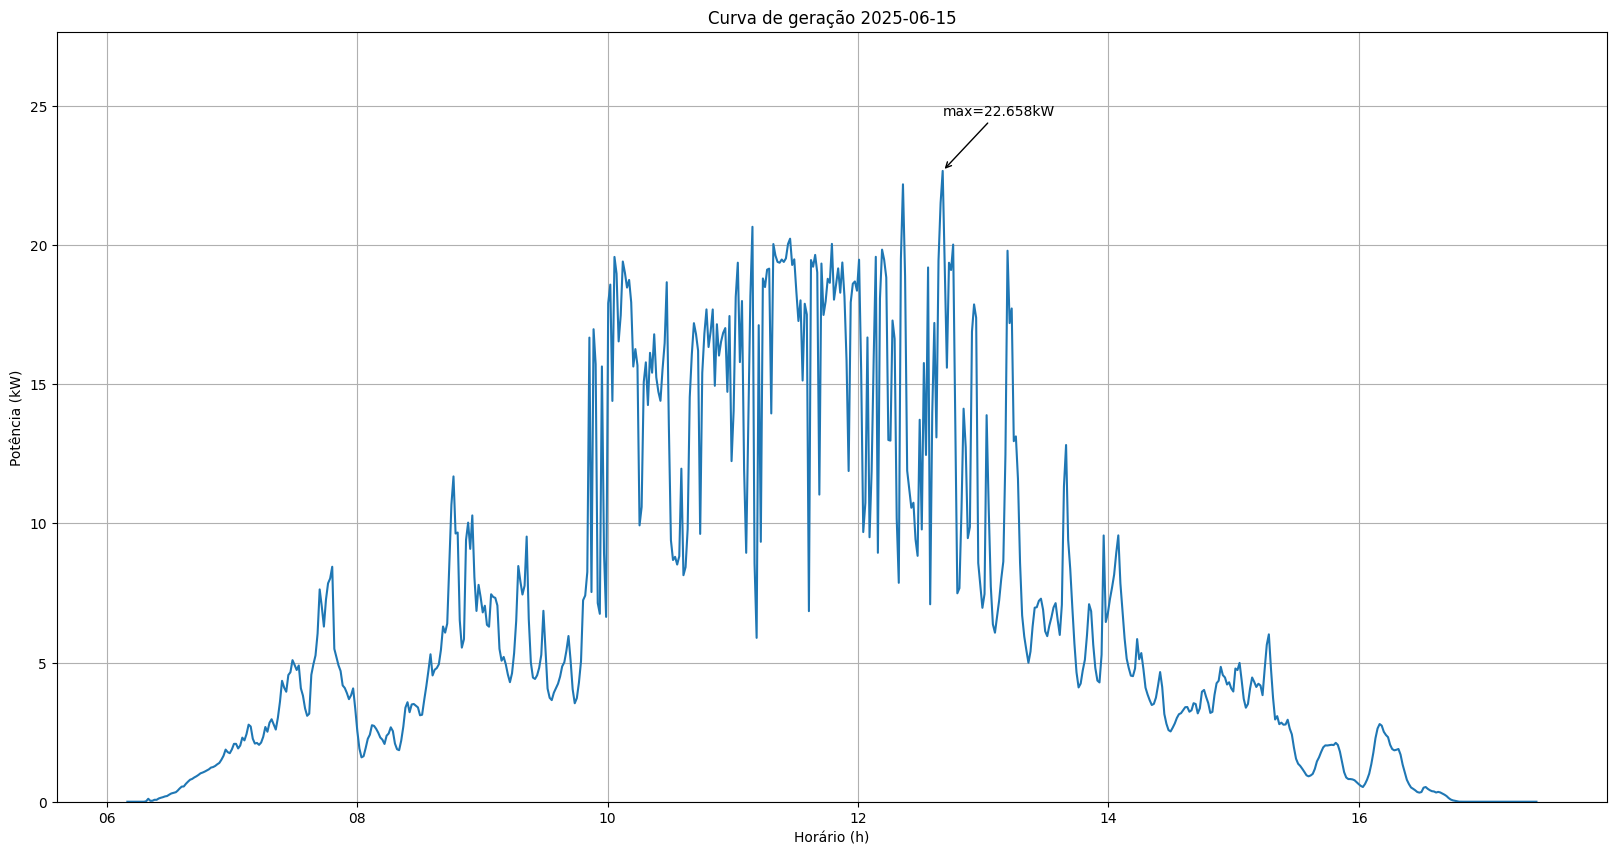 Curva de geração 2025-06-15
max=22.658kW
25
20
15
10
5
0
Potência (kW)
06 08 10 12 14 16
Horário (h)